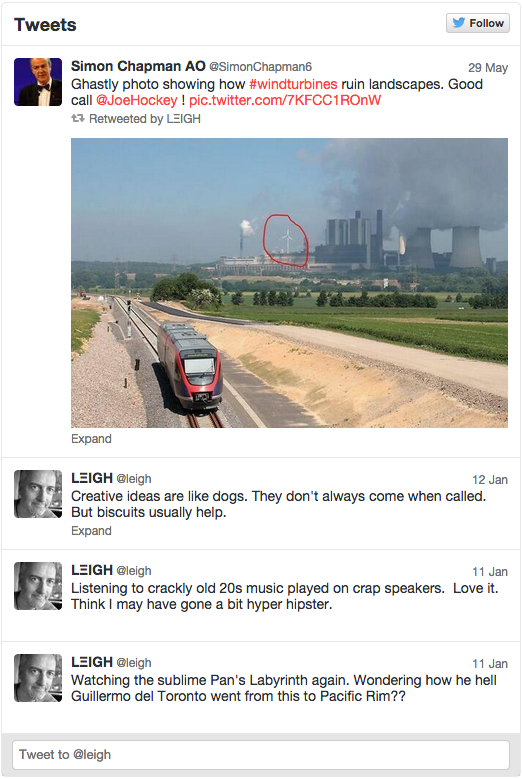 Tweets
Follow
Simon Chapman AO @SimonChapman6
29 May
Ghastly photo showing how #windturbines ruin landscapes. Good
call @JoeHockey ! pic.twitter.com/7KFCC1ROnW
Retweeted by LΞIGH
Expand
LΞIGH @leigh
12 Jan
Creative ideas are like dogs. They don't always come when called.
But biscuits usually help.
Expand
LΞIGH @leigh
11 Jan
Listening to crackly old 20s music played on crap speakers.  Love it.
Think I may have gone a bit hyper hipster.
LΞIGH @leigh
11 Jan
Watching the sublime Pan's Labyrinth again. Wondering how he hell
Guillermo del Toronto went from this to Pacific Rim??
Tweet to @leigh